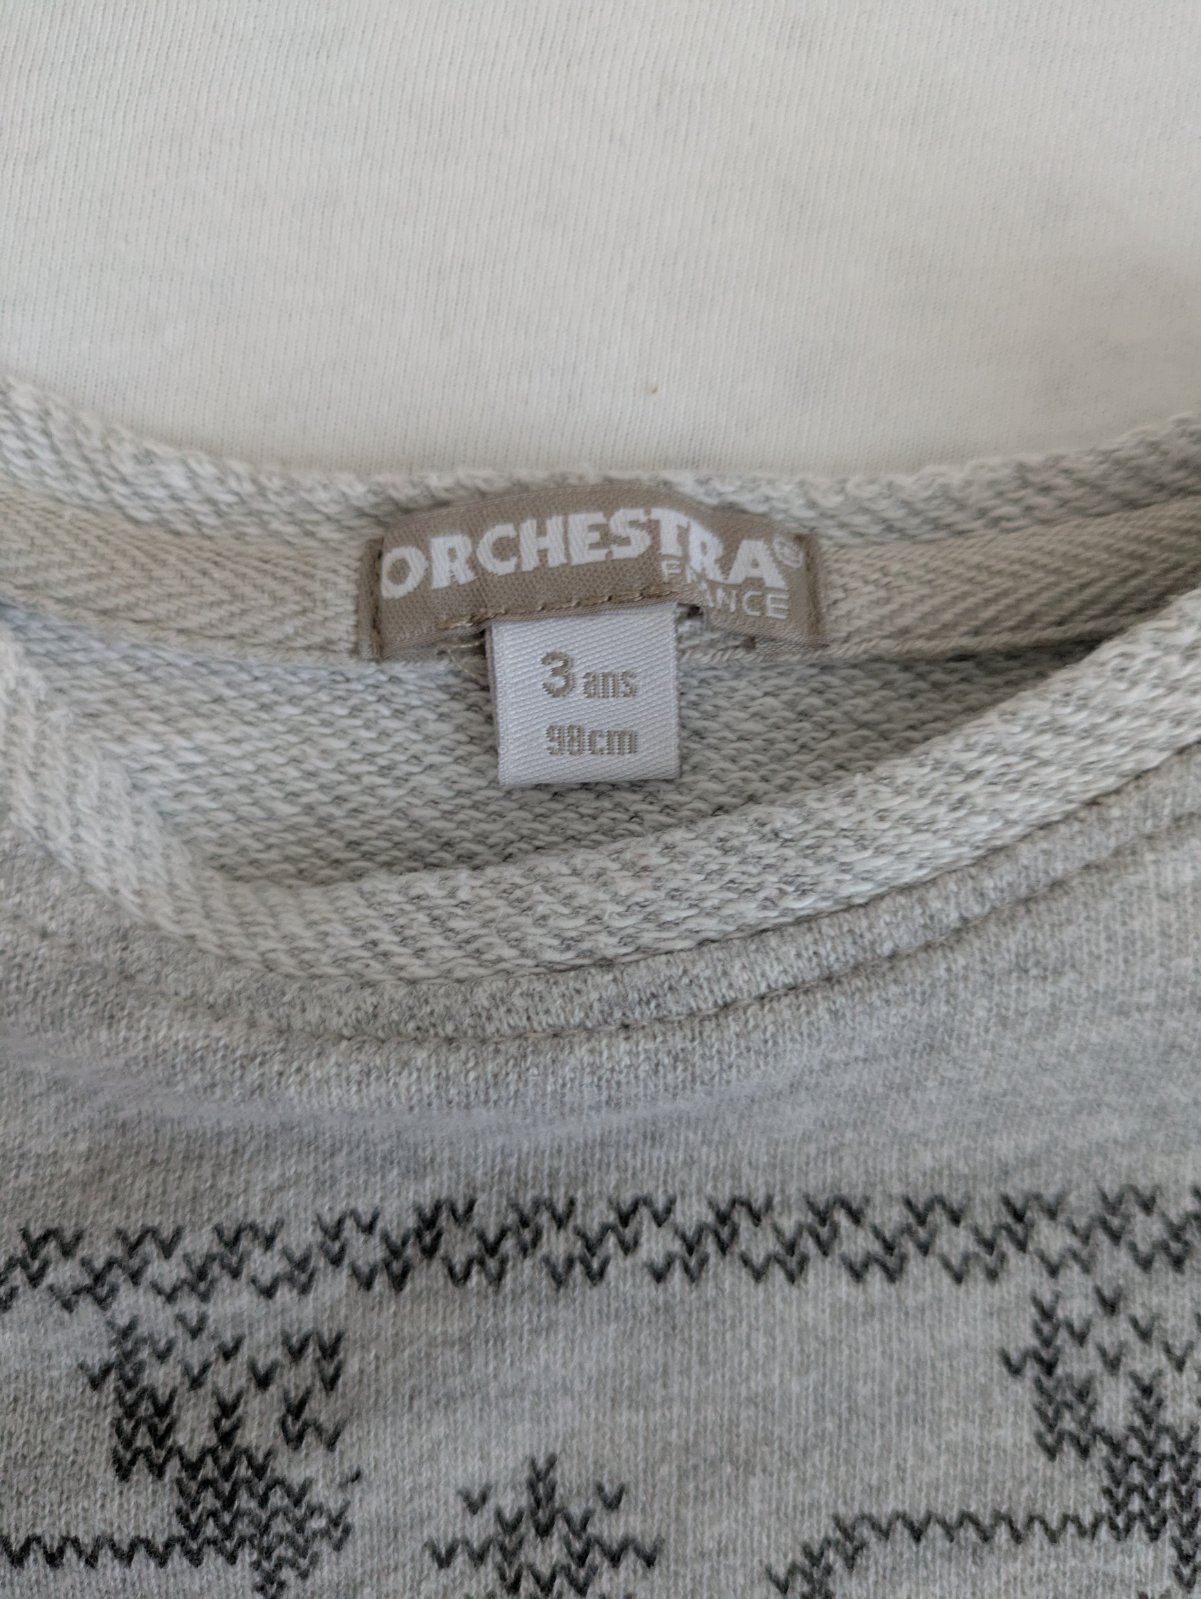 ORCHESTRA®
FRANCE
3 ans
98cm